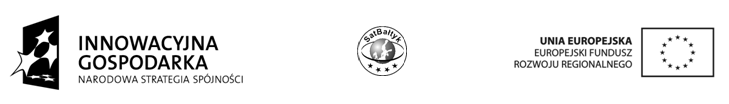 INNOWACYJNA
GOSPODARKA
NARODOWA STRATEGIA SPÓJNOŚCI
SatBałtyk
UNIA EUROPEJSKA
EUROPEJSKI FUNDUSZ
ROZWOJU REGIONALNEGO